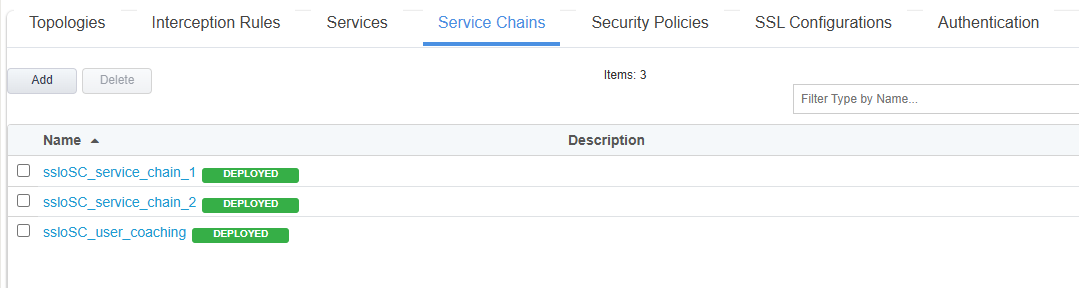 Topologies Interception Rules Services Service Chains Security Policies SSL Configurations Authentication
Add Delete Items: 3
Filter Type by Name...
Name Description
ssloSC_service_chain_1 DEPLOYED
ssloSC_service_chain_2 DEPLOYED
ssloSC_user_coaching DEPLOYED